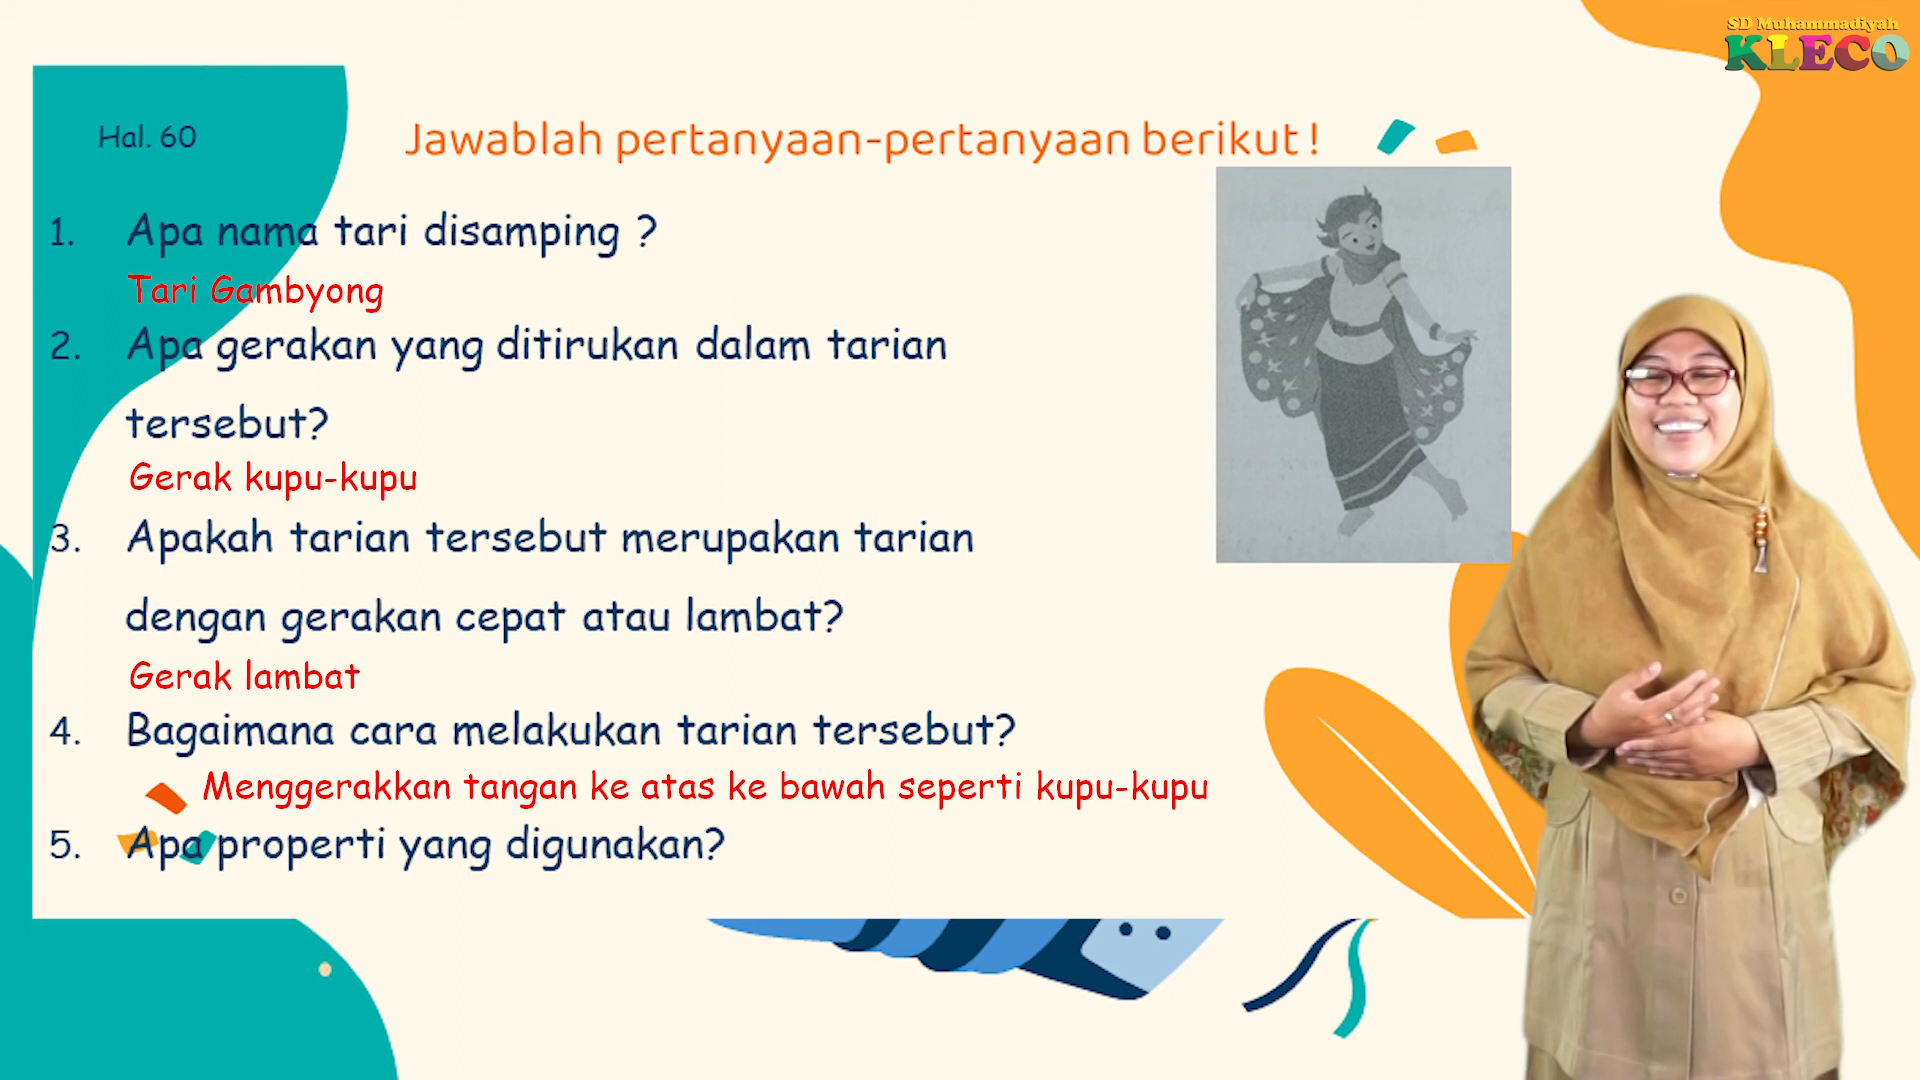 SD Muhammadiyah
KLECO
Hal. 60
Jawablah pertanyaan-pertanyaan berikut !
1. Apa nama tari disamping ?
Tari Gambyong
2. Apa gerakan yang ditirukan dalam tarian
tersebut?
Gerak kupu-kupu
3. Apakah tarian tersebut merupakan tarian
dengan gerakan cepat atau lambat?
Gerak lambat
4. Bagaimana cara melakukan tarian tersebut?
Menggerakkan tangan ke atas ke bawah seperti kupu-kupu
5. Apa properti yang digunakan?